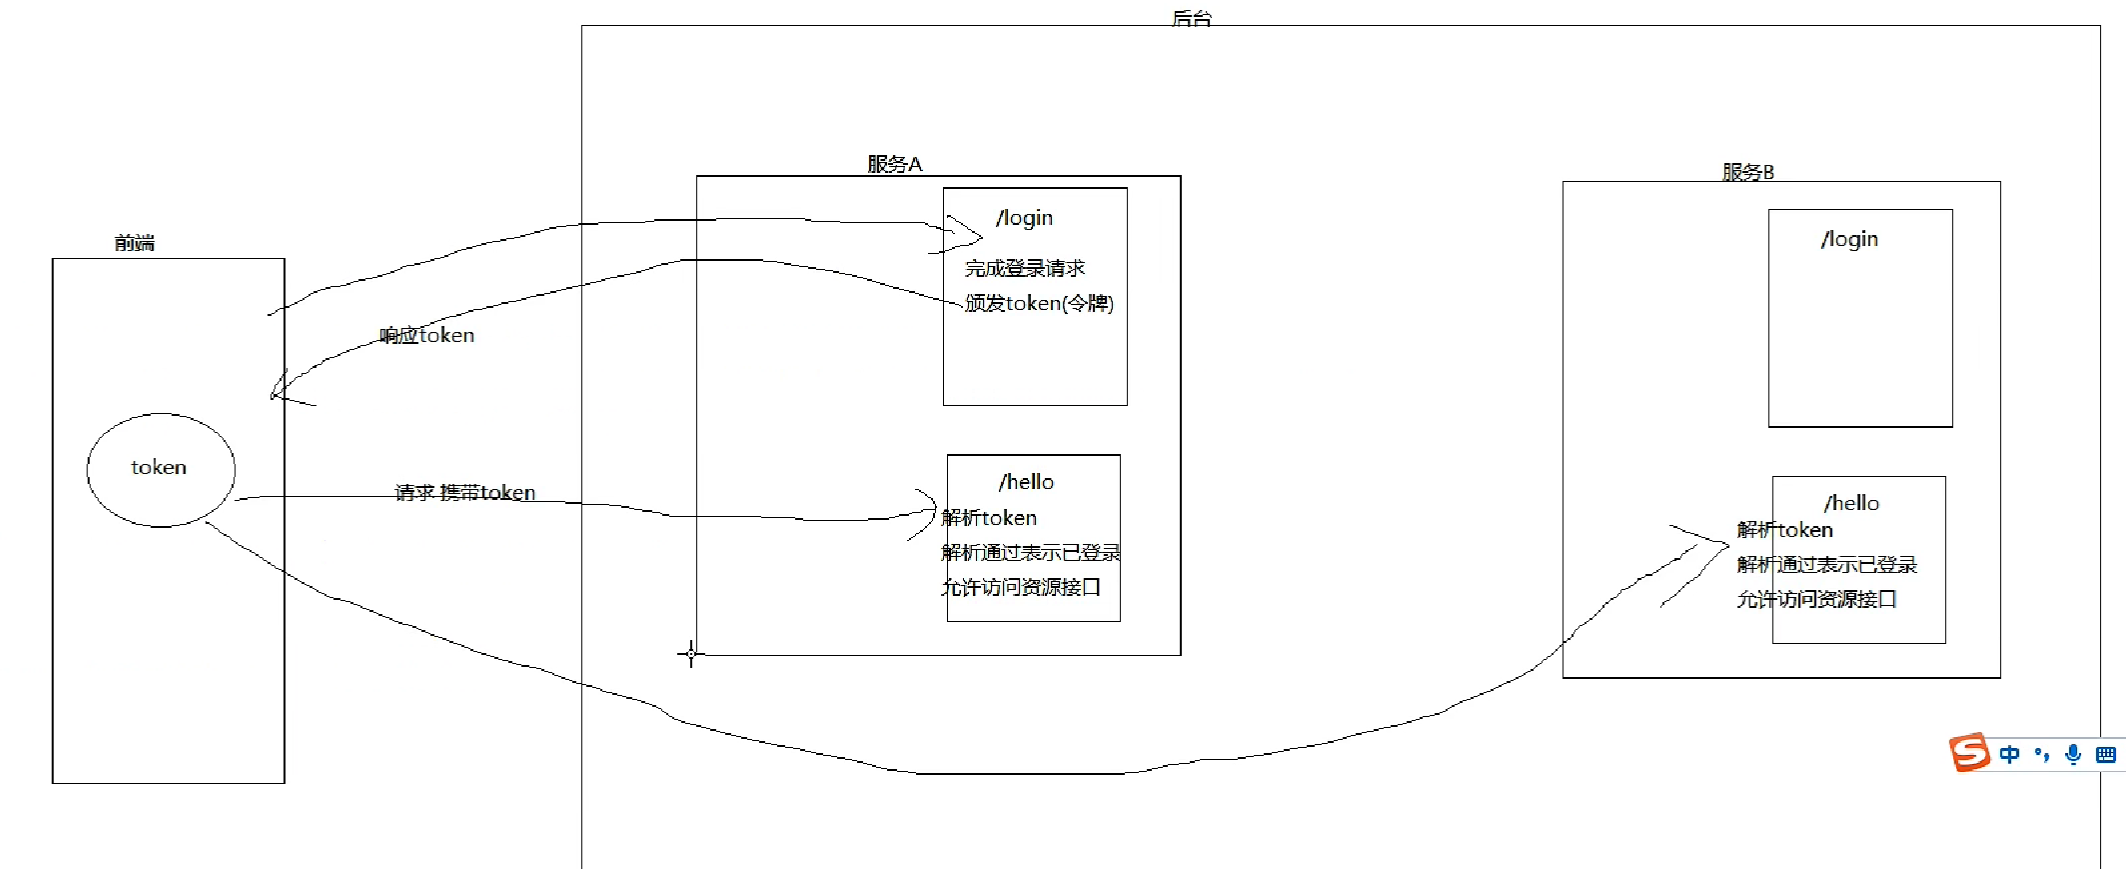 后台
服务A
/login
完成登录请求
颁发token(令牌)
/hello
解析token
解析通过表示已登录
允许访问资源接口
服务B
/login
/hello
解析token
解析通过表示已登录
允许访问资源接口
前端
token
响应token
请求 携带token
中